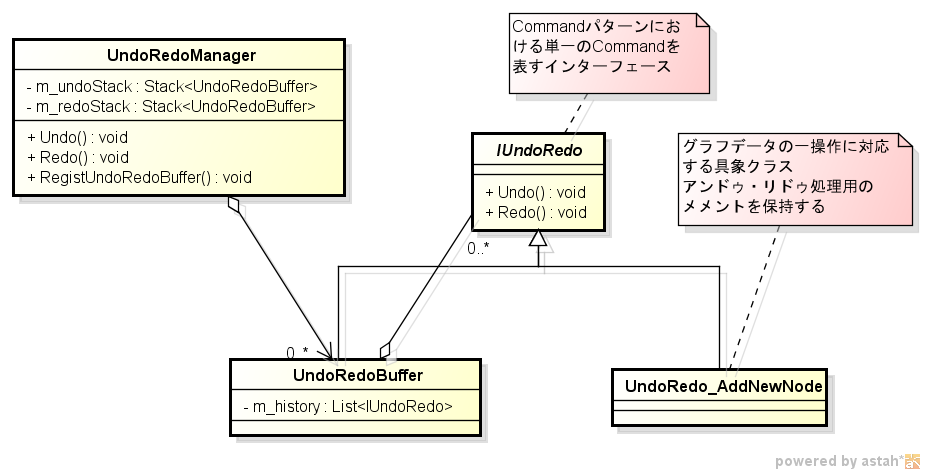 UndoRedoManager
- m_undoStack : Stack<UndoRedoBuffer>
- m_redoStack : Stack<UndoRedoBuffer>
+ Undo() : void
+ Redo() : void
+ RegistUndoRedoBuffer() : void
Commandパターンにお
ける単一のCommandを
表すインターフェース
IUndoRedo
+ Undo() : void
+ Redo() : void
グラフデータの一操作に対応
する具象クラス
アンドゥ・リドゥ処理用の
メメントを保持する
0..*
0..*
UndoRedoBuffer
- m_history : List<IUndoRedo>
UndoRedo_AddNewNode
powered by astah*